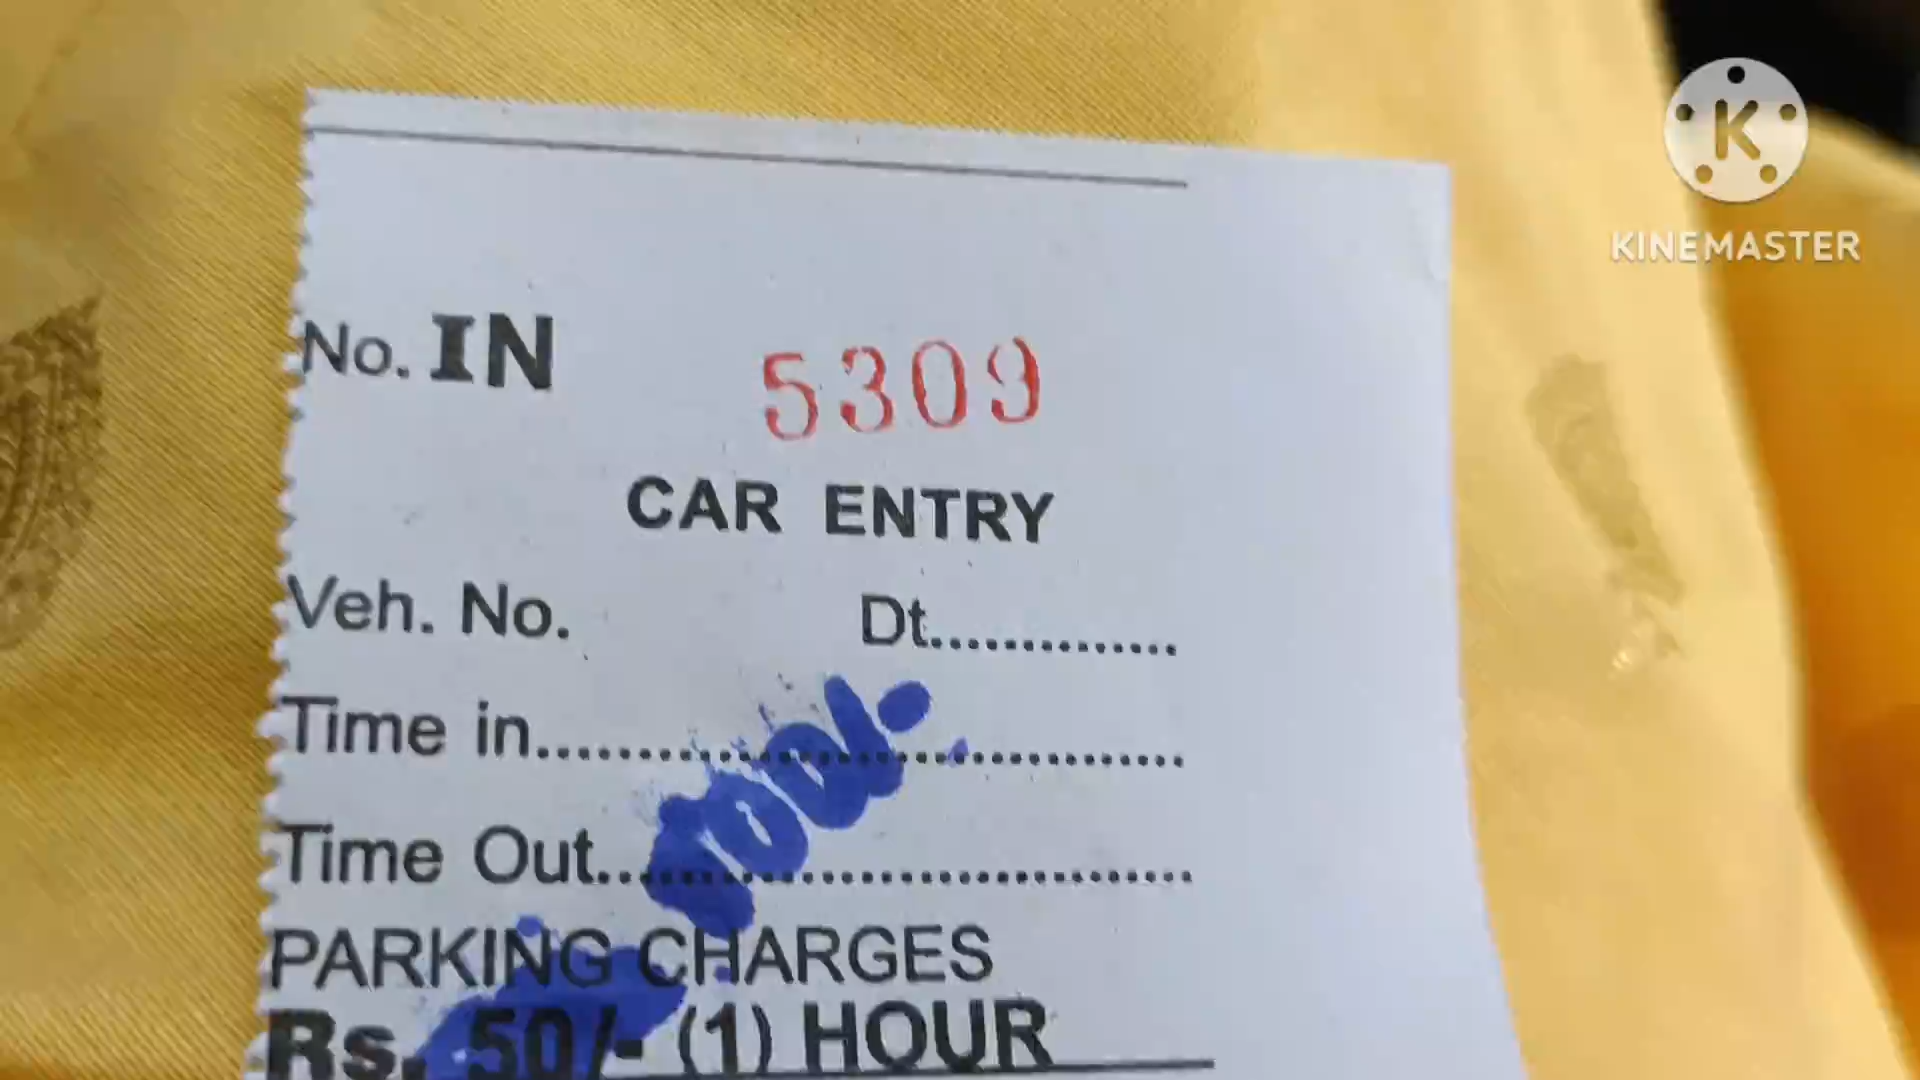 KINEMASTER
No. IN 5309
CAR ENTRY
Veh. No. Dt..............
Time in................................
Time Out..............................
PARKING CHARGES
Rs. 50/- (1) HOUR